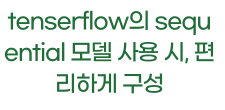 tenserflow의 sequ
ential 모델 사용 시, 편
리하게 구성